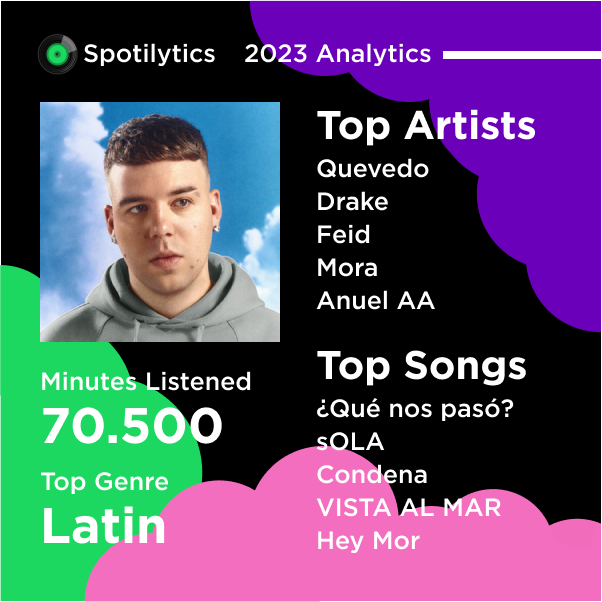 Spotilytics 2023 Analytics
Top Artists
Quevedo
Drake
Feid
Mora
Anuel AA
Minutes Listened
70.500
Top Genre
Latin
Top Songs
¿Qué nos pasó?
sOLA
Condena
VISTA AL MAR
Hey Mor